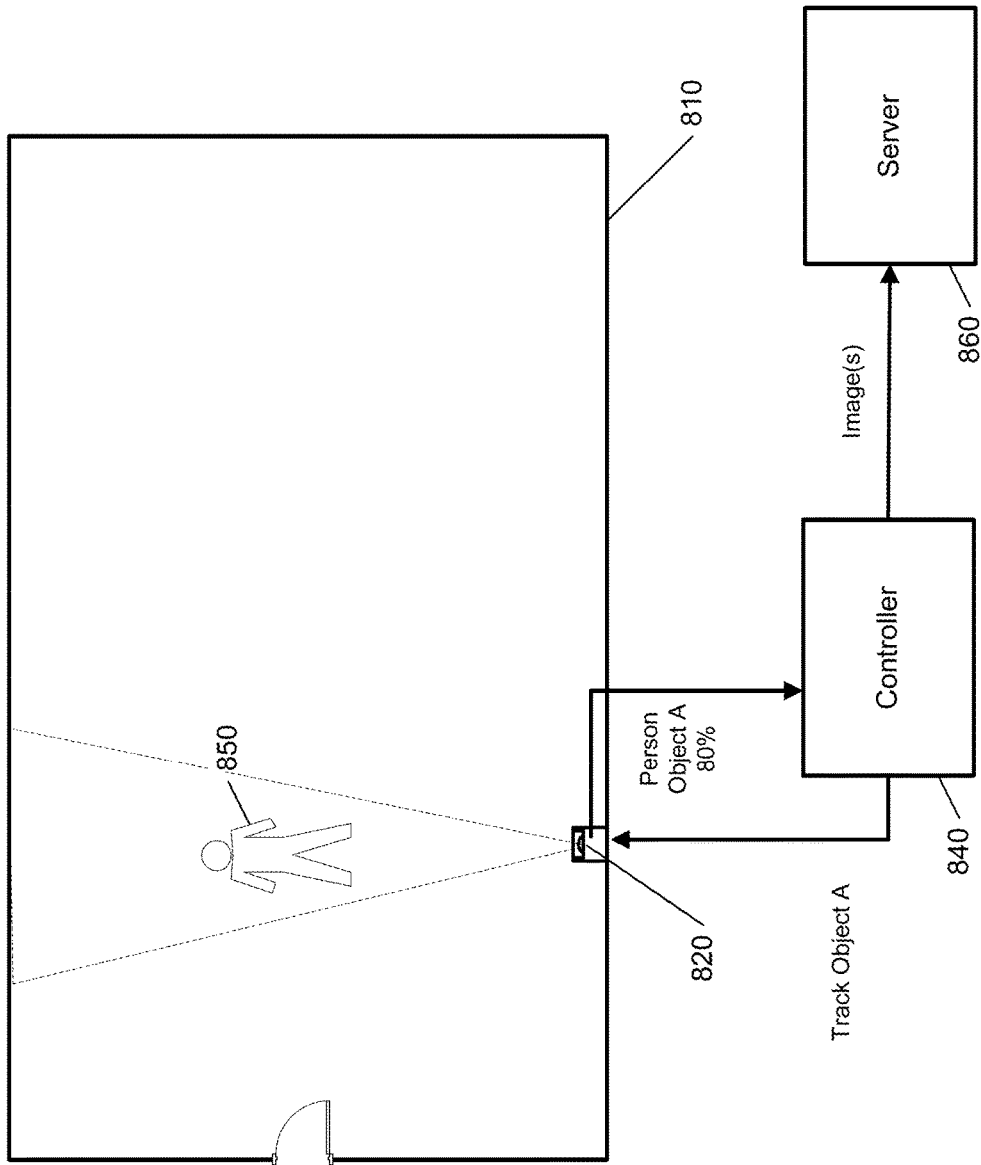 810
850
820
Person
Object A
80%
Track Object A
Controller
840
Image(s)
Server
860